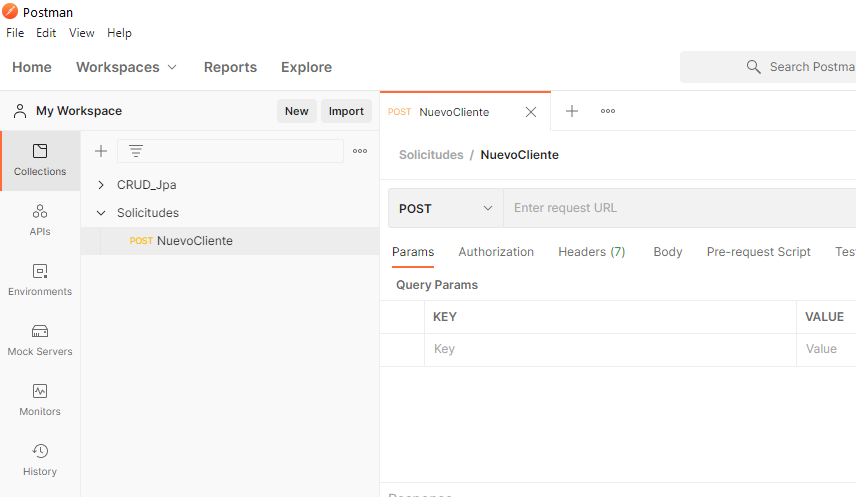 Postman
File Edit View Help
Home Workspaces Reports Explore Search Postma
My Workspace New Import
POST NuevoCliente
Collections
APIs
Environments
Mock Servers
Monitors
History
CRUD_Jpa
Solicitudes
POST NuevoCliente
Solicitudes / NuevoCliente
POST Enter request URL
Params Authorization Headers (7) Body Pre-request Script Tes
Query Params
KEY VALUE
Key Value
Response